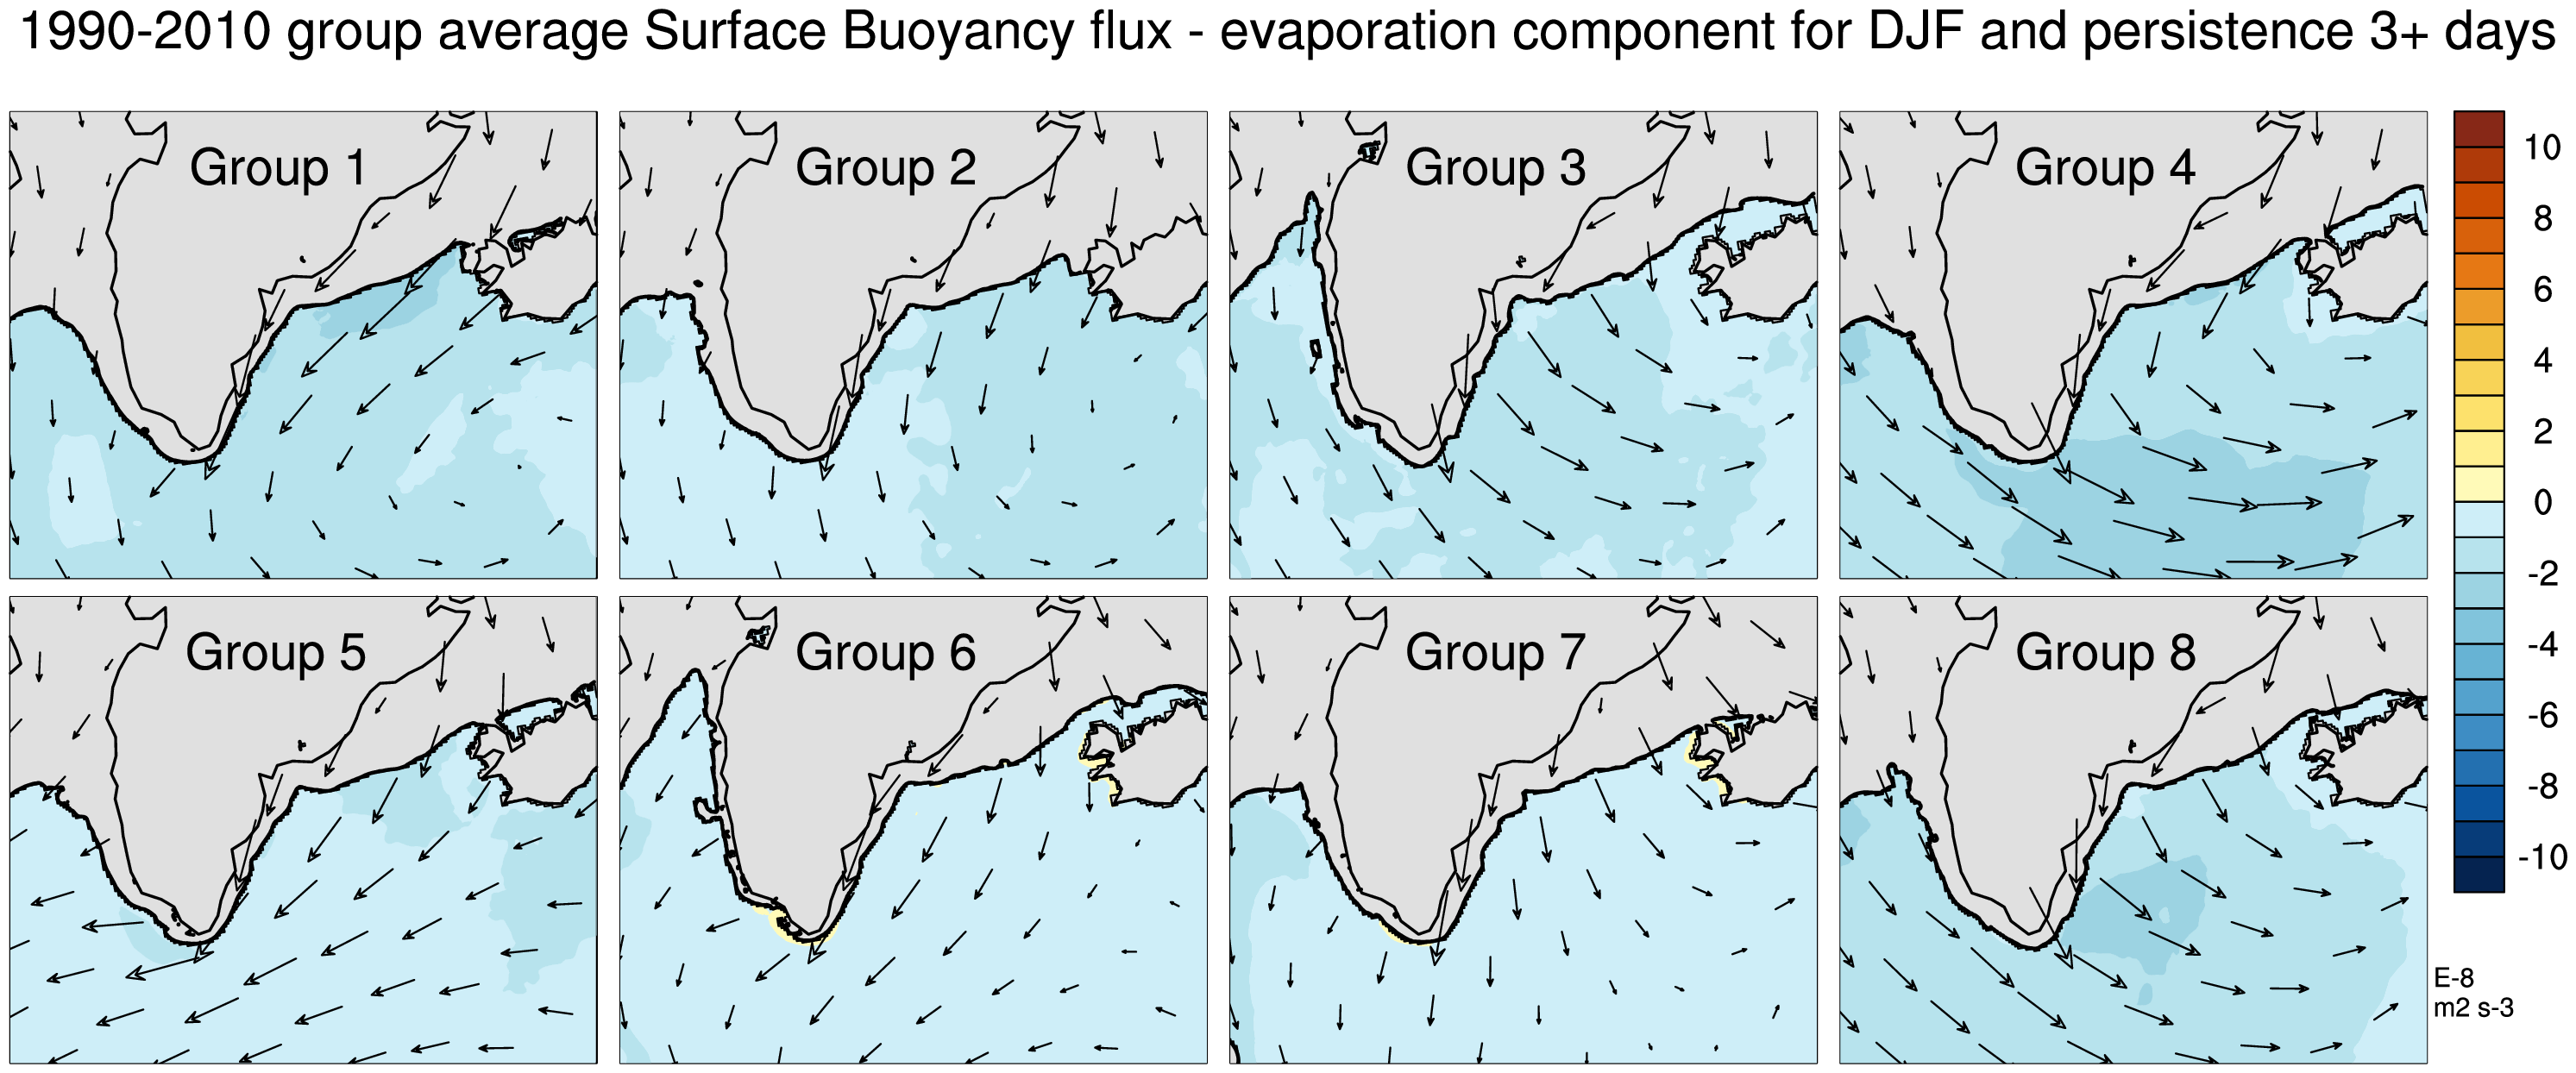 1990-2010 group average Surface Buoyancy flux - evaporation component for DJF and persistence 3+ days
Group 1
Group 2
Group 3
Group 4
Group 5
Group 6
Group 7
Group 8
10
8
6
4
2
0
-2
-4
-6
-8
-10
E-8
m2 s-3